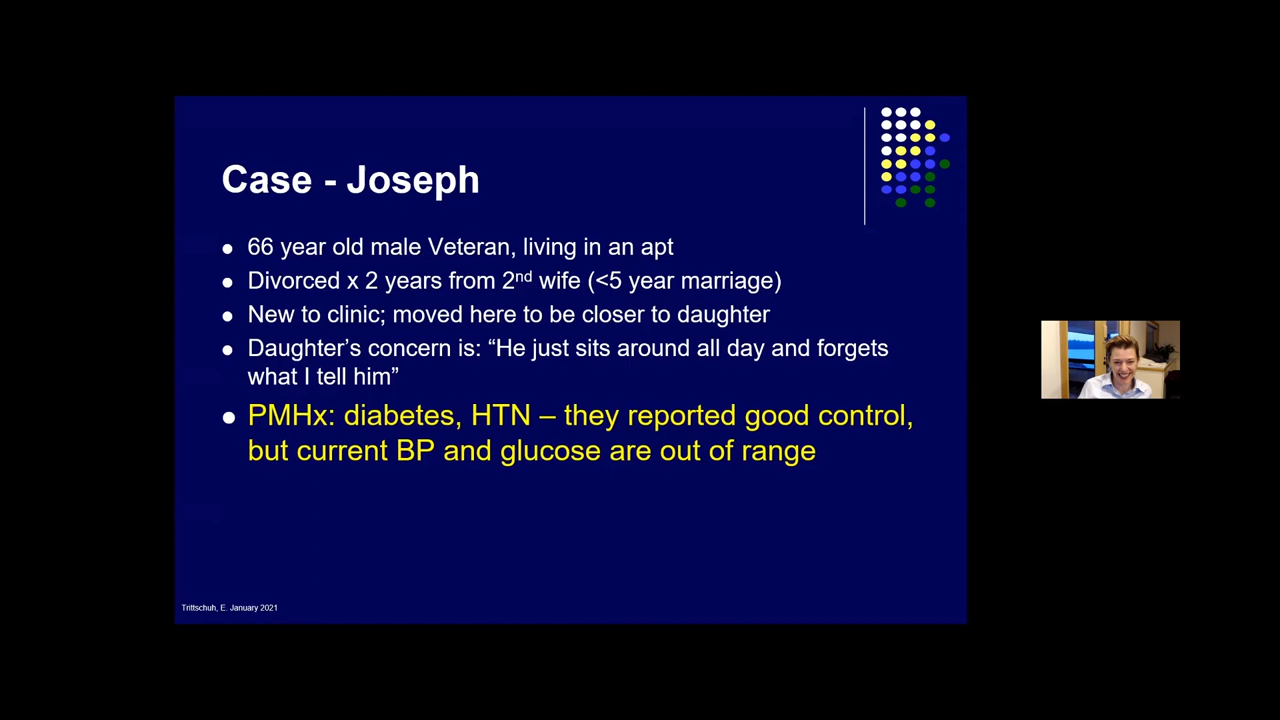 Case - Joseph
● 66 year old male Veteran, living in an apt
● Divorced x 2 years from 2nd wife (<5 year marriage)
● New to clinic; moved here to be closer to daughter
● Daughter’s concern is: “He just sits around all day and forgets
what I tell him”
● PMHx: diabetes, HTN – they reported good control,
but current BP and glucose are out of range
Trittschuh, E. January 2021